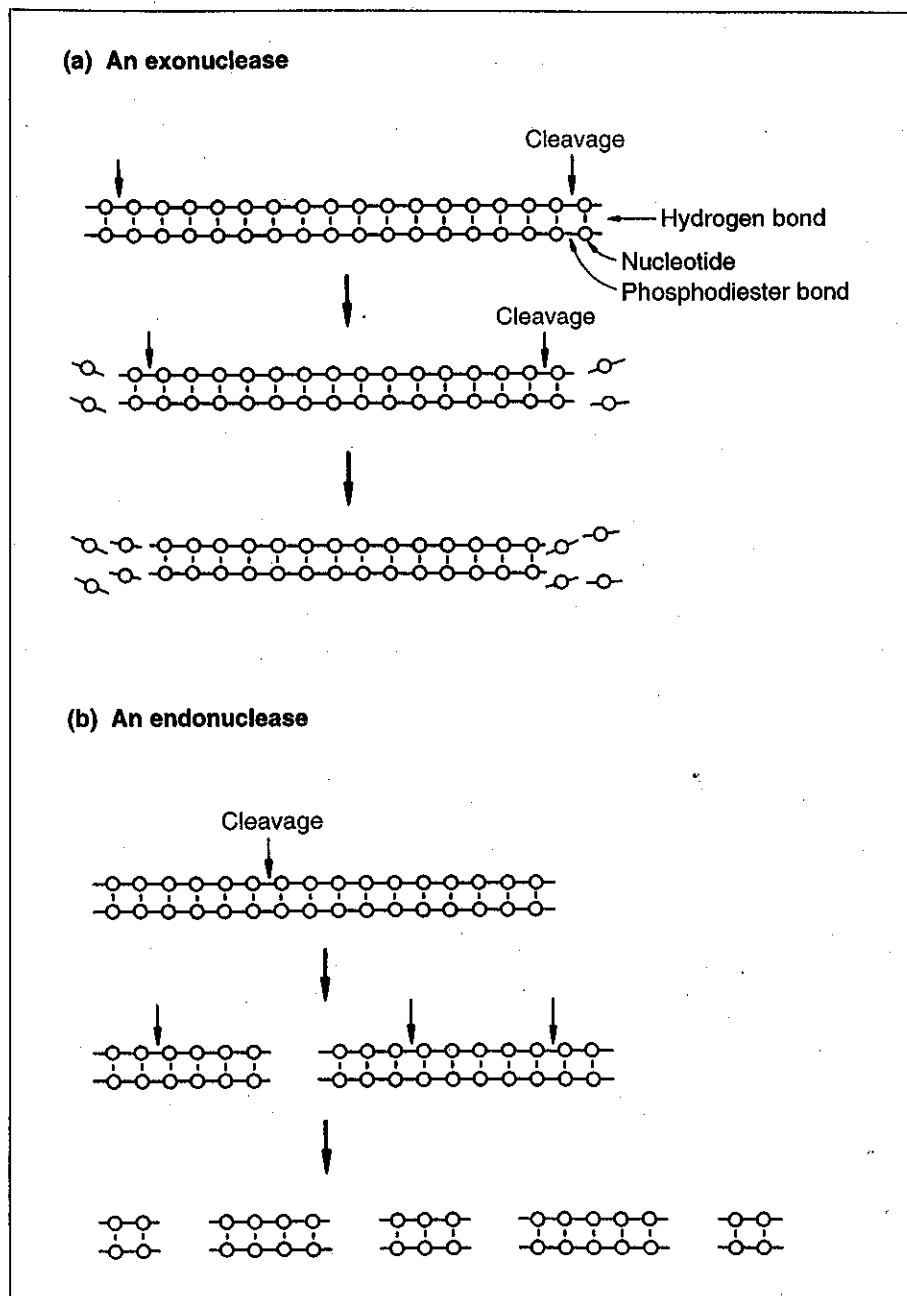 (a) An exonuclease
Cleavage
Hydrogen bond
Nucleotide
Phosphodiester bond
Cleavage
(b) An endonuclease
Cleavage